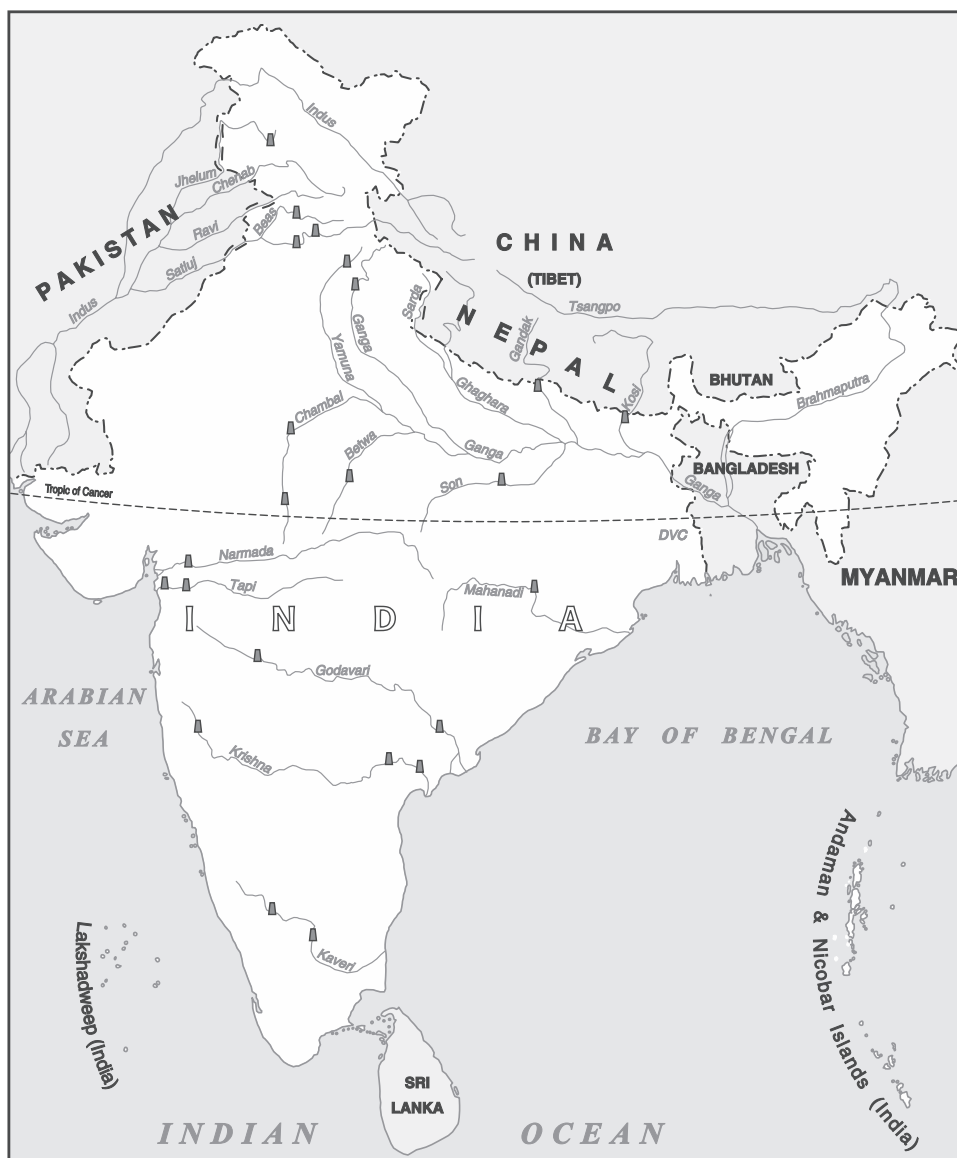 Indus
Jhelum
Chenab
PAKISTAN
Ravi
Beas
Satluj
CHINA
(TIBET)
Indus
Tsangpo
NEPAL
Sarda
Gandak
Ganga
Yamuna
Kosi
BHUTAN
Ghaghara
Brahmaputra
Chambal
Betwa
Ganga
BANGLADESH
Son
Ganga
Tropic of Cancer
DVC
Narmada
MYANMAR
Tapi
Mahanadi
INDIA
Godavari
ARABIAN
SEA
BAY OF BENGAL
Krishna
Andaman & Nicobar Islands (India)
Lakshadweep (India)
Kaveri
SRI
LANKA
INDIAN OCEAN